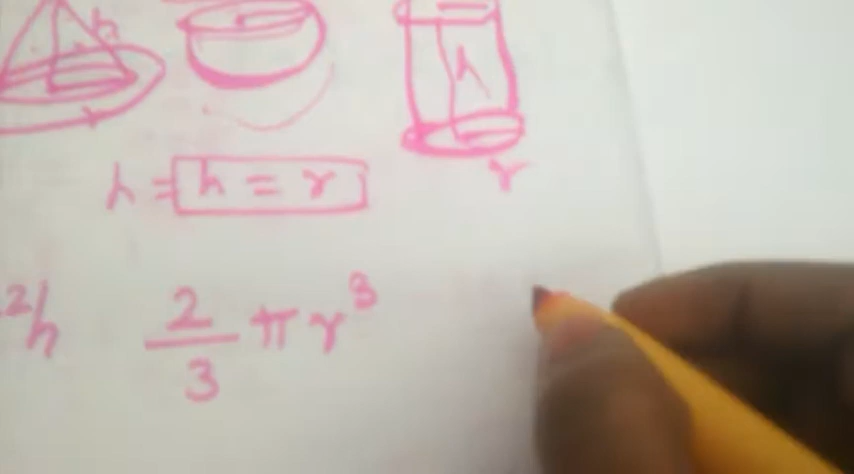 h
h
r
h = h = r
²h 2/3 πr³